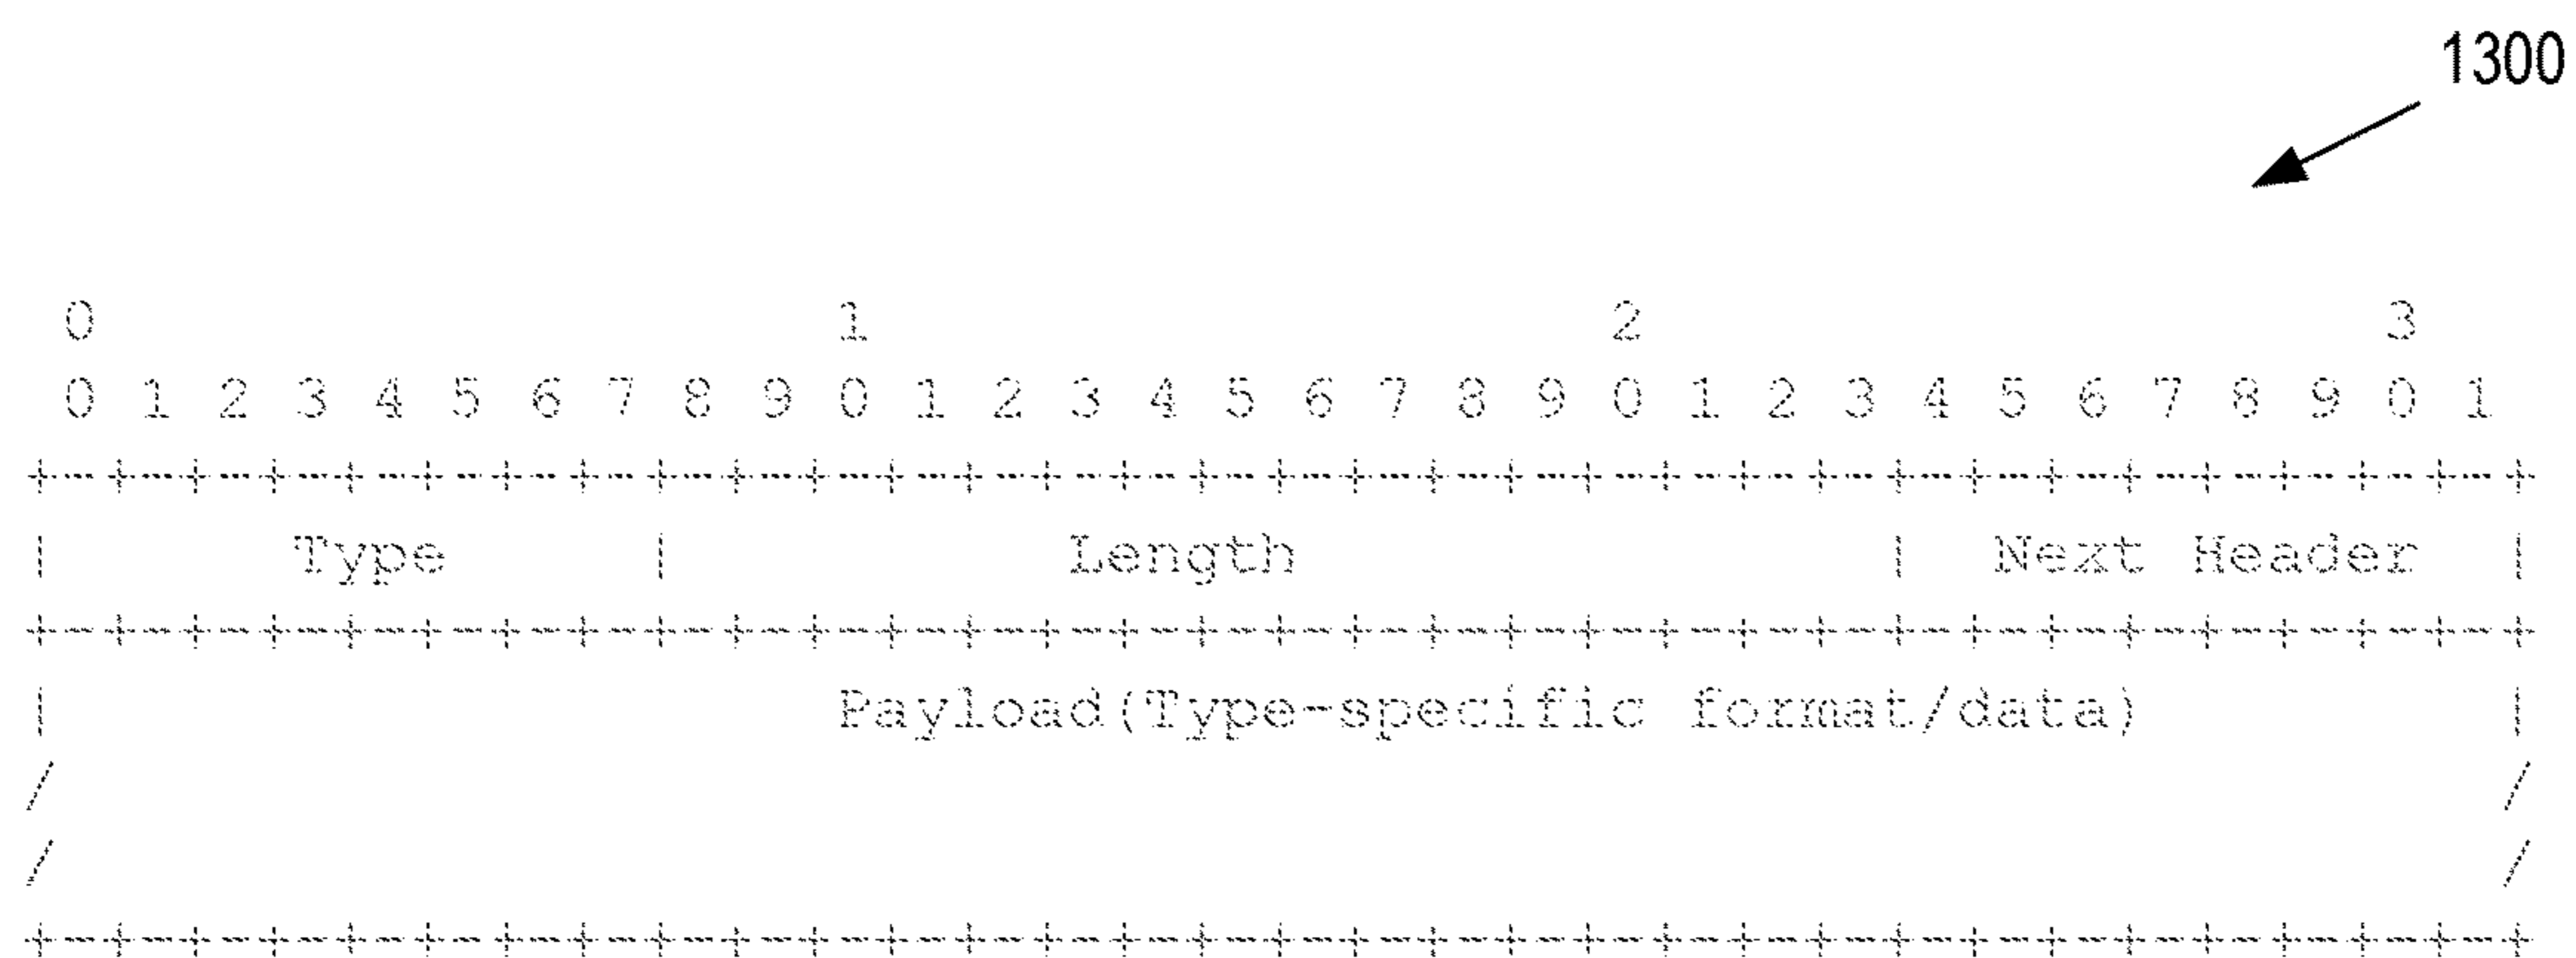 1300
0 1 2 3
0 1 2 3 4 5 6 7 8 9 0 1 2 3 4 5 6 7 8 9 0 1 2 3 4 5 6 7 8 9 0 1
+-+-+-+-+-+-+-+-+-+-+-+-+-+-+-+-+-+-+-+-+-+-+-+-+-+-+-+-+-+-+-+-+
| Type | Length | Next Header |
+-+-+-+-+-+-+-+-+-+-+-+-+-+-+-+-+-+-+-+-+-+-+-+-+-+-+-+-+-+-+-+-+
| Payload(Type-specific format/data) |
/ /
/ /
+-+-+-+-+-+-+-+-+-+-+-+-+-+-+-+-+-+-+-+-+-+-+-+-+-+-+-+-+-+-+-+-+